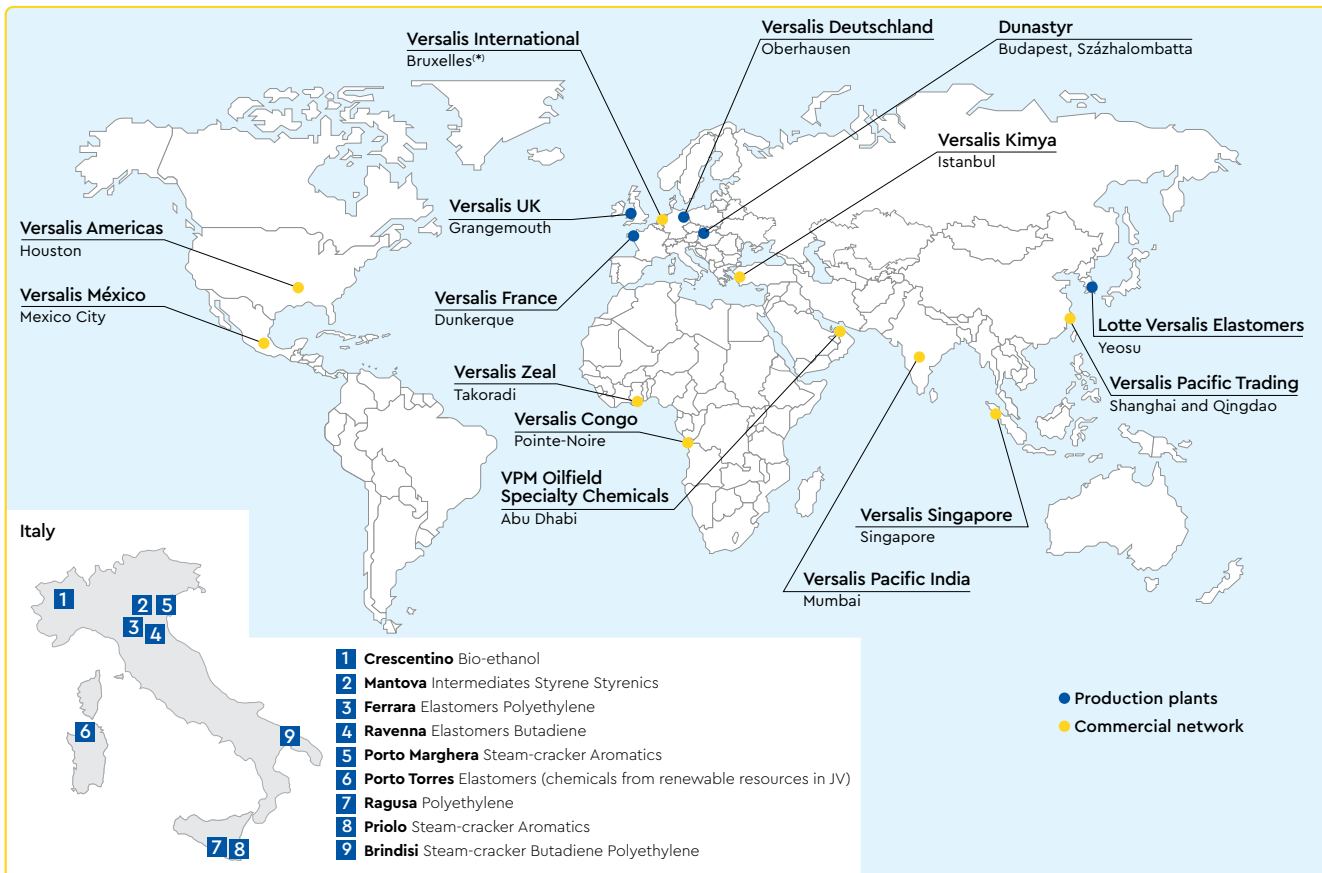 Versalis International
Bruxelles(*)
Versalis Deutschland
Oberhausen
Dunastyr
Budapest, Százhalombatta
Versalis Kimya
Istanbul
Versalis UK
Grangemouth
Versalis Americas
Houston
Versalis México
Mexico City
Versalis France
Dunkerque
Lotte Versalis Elastomers
Yeosu
Versalis Zeal
Takoradi
Versalis Pacific Trading
Shanghai and Qingdao
Versalis Congo
Pointe-Noire
VPM Oilfield
Specialty Chemicals
Abu Dhabi
Versalis Singapore
Singapore
Versalis Pacific India
Mumbai
Italy
1
2
5
3
4
6
9
7
8
1 Crescentino Bio-ethanol
2 Mantova Intermediates Styrene Styrenics
3 Ferrara Elastomers Polyethylene
4 Ravenna Elastomers Butadiene
5 Porto Marghera Steam-cracker Aromatics
6 Porto Torres Elastomers (chemicals from renewable resources in JV)
7 Ragusa Polyethylene
8 Priolo Steam-cracker Aromatics
9 Brindisi Steam-cracker Butadiene Polyethylene
Production plants
Commercial network